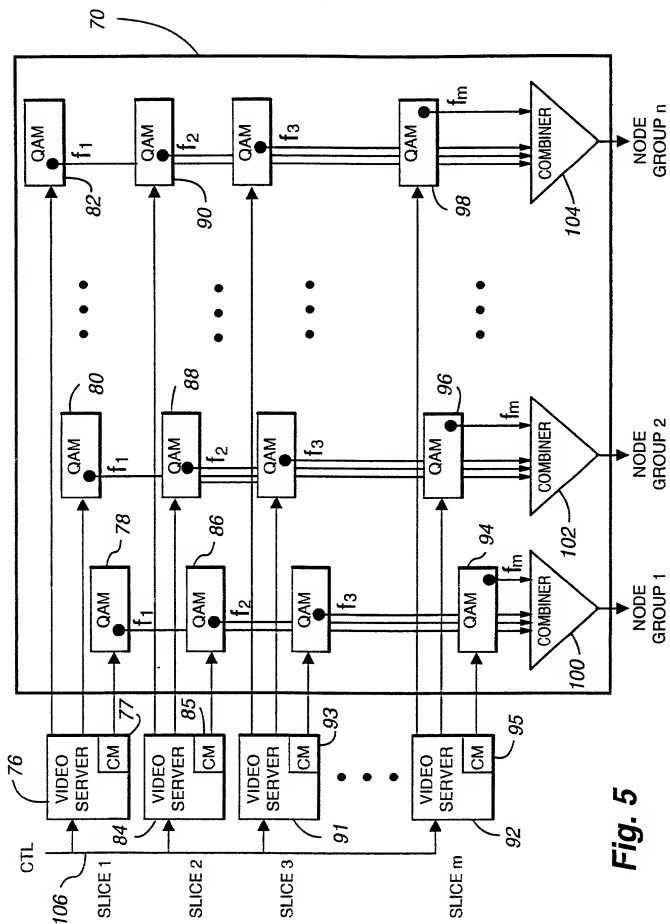 70
CTL
106
SLICE 1
76
VIDEO
SERVER
CM
77
QAM
78
f1
QAM
80
f1
QAM
82
f1
SLICE 2
84
VIDEO
SERVER
CM
85
QAM
86
f2
QAM
88
f2
QAM
90
f2
SLICE 3
91
VIDEO
SERVER
CM
93
QAM
f3
QAM
f3
QAM
f3
SLICE m
92
VIDEO
SERVER
CM
95
QAM
94
fm
QAM
96
fm
QAM
98
fm
COMBINER
100
COMBINER
102
COMBINER
104
NODE
GROUP 1
NODE
GROUP 2
NODE
GROUP n
Fig. 5